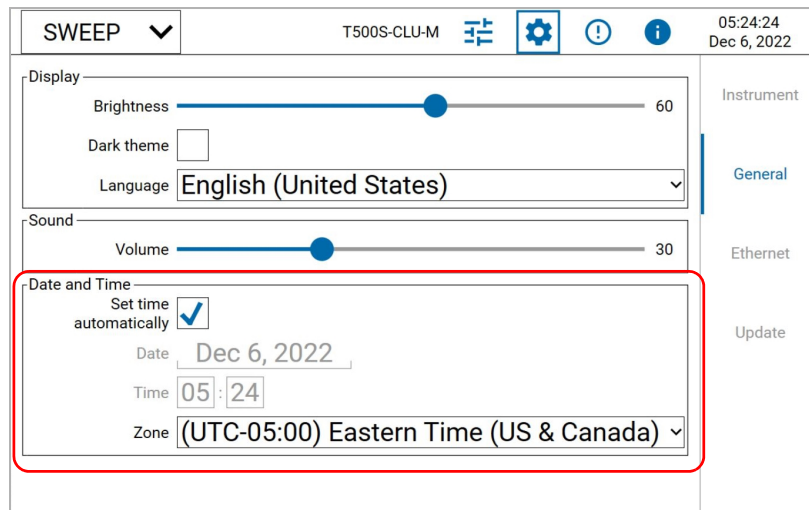 SWEEP
T500S-CLU-M
05:24:24
Dec 6, 2022
Display
Brightness 60
Dark theme
Language English (United States)
Sound
Volume 30
Date and Time
Set time
automatically
Date Dec 6, 2022
Time 05 : 24
Zone (UTC-05:00) Eastern Time (US & Canada)
Instrument
General
Ethernet
Update